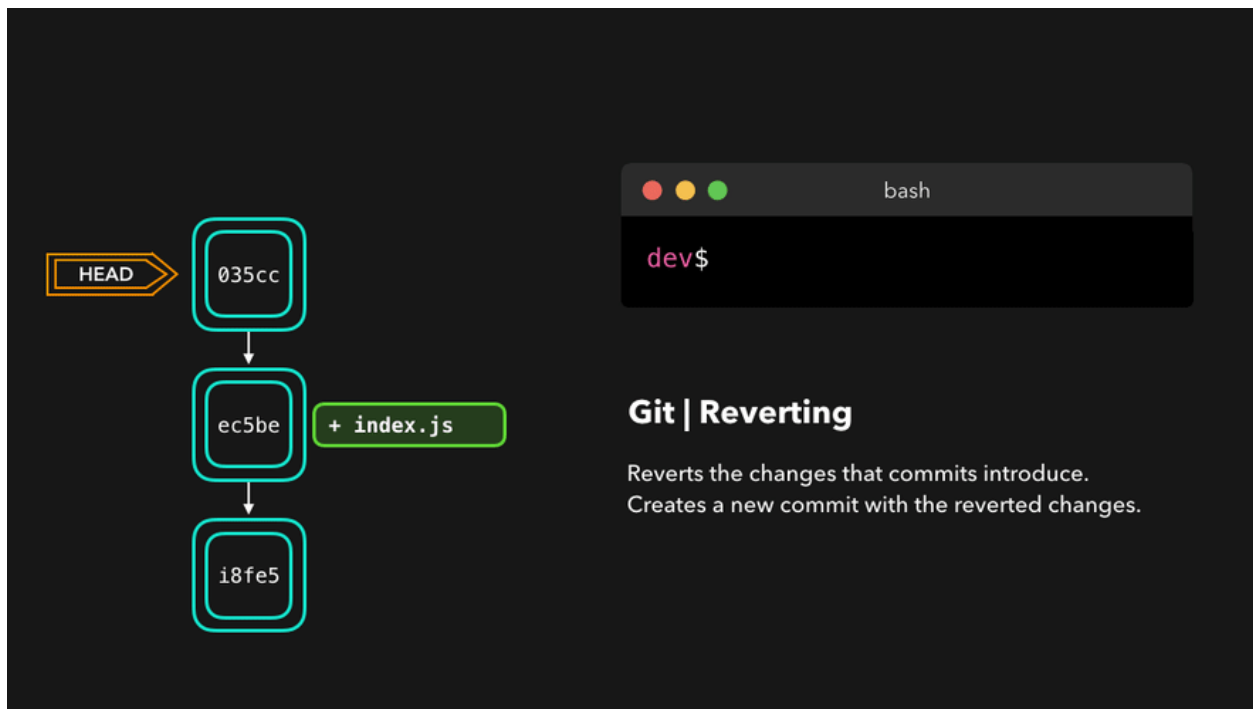 bash
dev$
HEAD
035cc
ec5be
+ index.js
i8fe5
Git | Reverting
Reverts the changes that commits introduce.
Creates a new commit with the reverted changes.